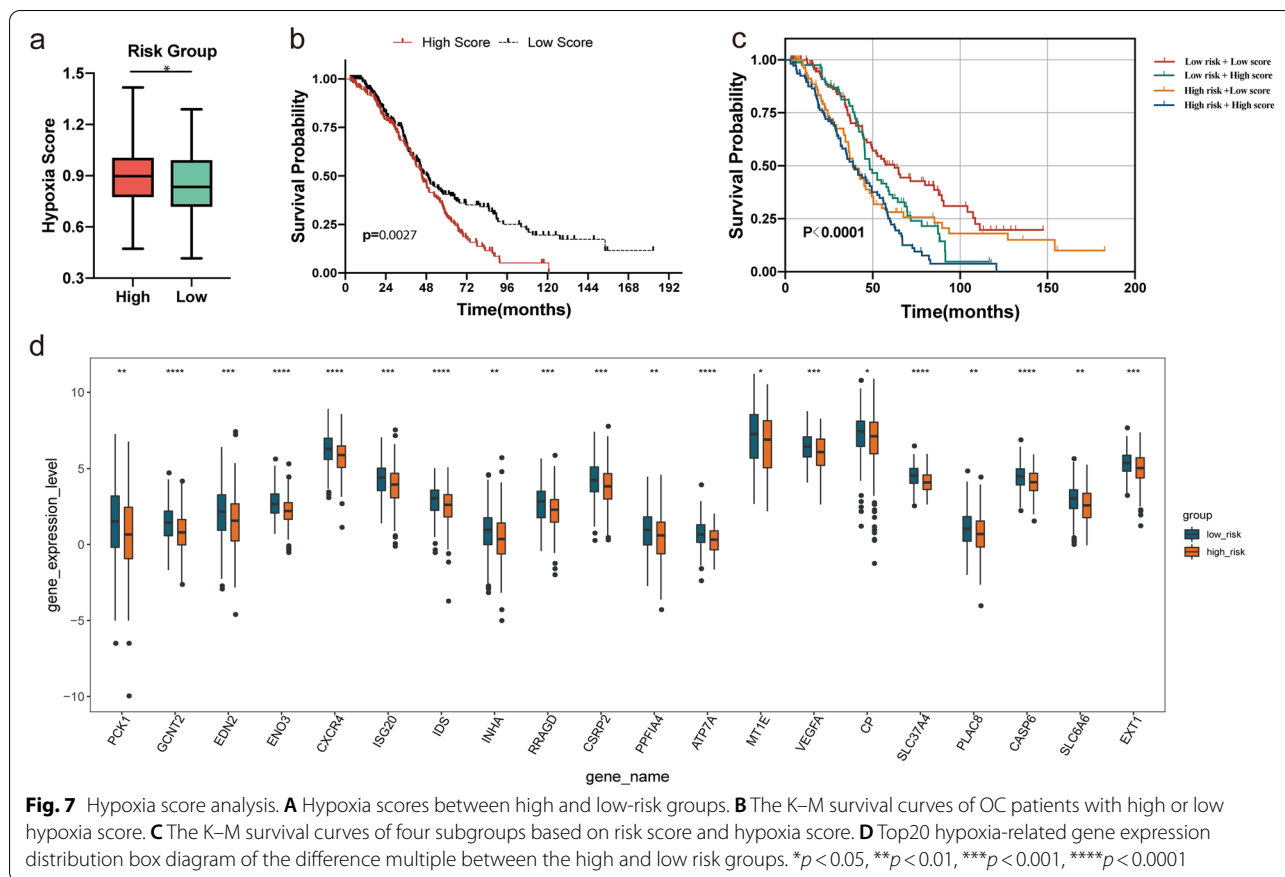 a
Risk Group
*
Hypoxia Score
1.5
1.2
0.9
0.6
0.3
High
Low
b
High Score
Low Score
Survival Probability
1.00
0.75
0.50
0.25
0.00
p=0.0027
0 24 48 72 96 120 144 168 192
Time(months)
c
Low risk + Low score
Low risk + High score
High risk +Low score
High risk + High score
Survival Probability
1.00
0.75
0.50
0.25
0.00
P<0.0001
0 50 100 150 200
Time(months)
d
** **** *** **** **** *** **** ** *** *** ** **** * *** * **** ** **** ** ***
gene_expression_level
10
5
0
−5
−10
PCK1
GCNT2
EDN2
ENO3
CXCR4
ISG20
IDS
INHA
RRAGD
CSRP2
PPFIA4
ATP7A
MT1E
VEGFA
CP
SLC37A4
PLAC8
CASP6
SLC6A6
EXT1
gene_name
group
low_risk
high_risk
Fig. 7 Hypoxia score analysis. A Hypoxia scores between high and low-risk groups. B The K–M survival curves of OC patients with high or low
hypoxia score. C The K–M survival curves of four subgroups based on risk score and hypoxia score. D Top20 hypoxia-related gene expression
distribution box diagram of the difference multiple between the high and low risk groups. *p < 0.05, **p < 0.01, ***p < 0.001, ****p < 0.0001